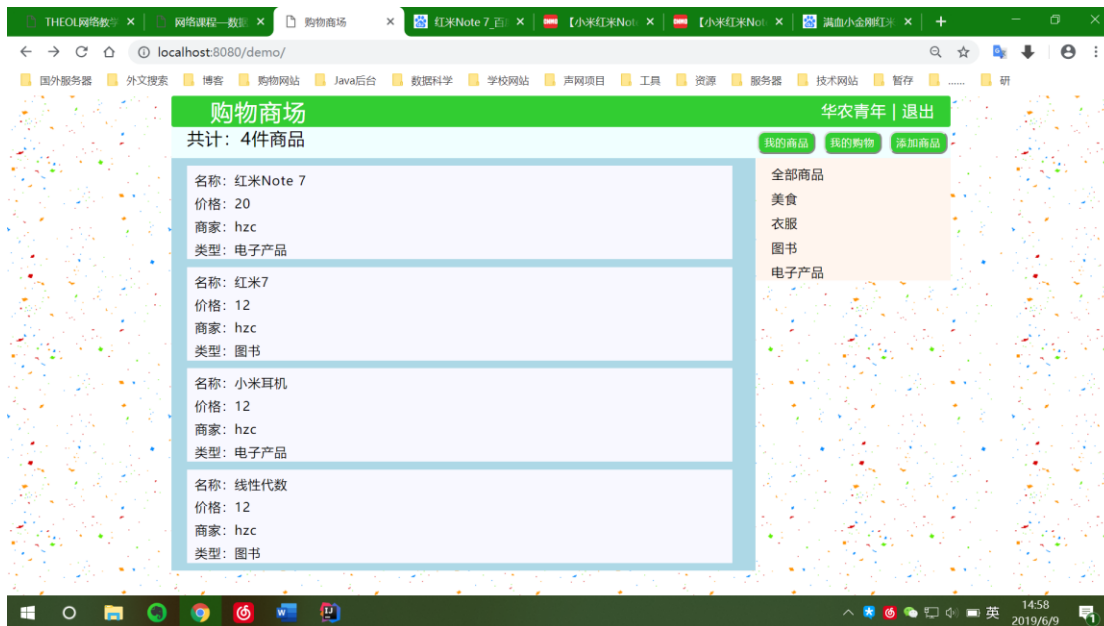 THEOL网络教学
网络课程—数据
购物商场
红米Note 7_百
【小米红米Not
【小米红米Not
满血小金刚红米
localhost:8080/demo/
国外服务器 外文搜索 博客 购物网站 Java后台 数据科学 学校网站 声网项目 工具 资源 服务器 技术网站 暂存 ...... 研
购物商场 华农青年 | 退出
共计：4件商品
我的商品 我的购物 添加商品
名称：红米Note 7
价格：20
商家：hzc
类型：电子产品
名称：红米7
价格：12
商家：hzc
类型：图书
名称：小米耳机
价格：12
商家：hzc
类型：电子产品
名称：线性代数
价格：12
商家：hzc
类型：图书
全部商品
美食
衣服
图书
电子产品
英
14:58
2019/6/9